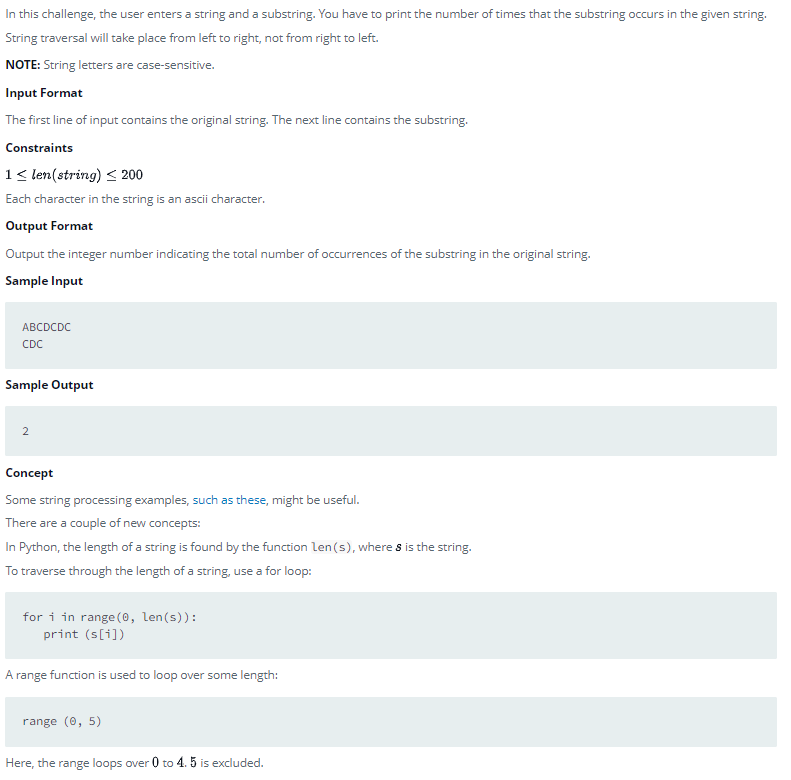 In this challenge, the user enters a string and a substring. You have to print the number of times that the substring occurs in the given string.
String traversal will take place from left to right, not from right to left.
NOTE: String letters are case-sensitive.
Input Format
The first line of input contains the original string. The next line contains the substring.
Constraints
1 ≤ len(string) ≤ 200
Each character in the string is an ascii character.
Output Format
Output the integer number indicating the total number of occurrences of the substring in the original string.
Sample Input
ABCDCDC
CDC
Sample Output
2
Concept
Some string processing examples, such as these, might be useful.
There are a couple of new concepts:
In Python, the length of a string is found by the function len(s), where s is the string.
To traverse through the length of a string, use a for loop:
for i in range(0, len(s)):
    print (s[i])
A range function is used to loop over some length:
range (0, 5)
Here, the range loops over 0 to 4. 5 is excluded.